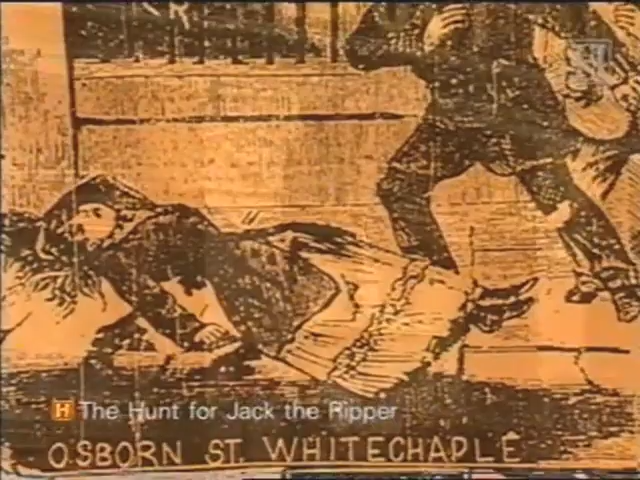 H The Hunt for Jack the Ripper
OSBORN ST. WHITECHAPLE